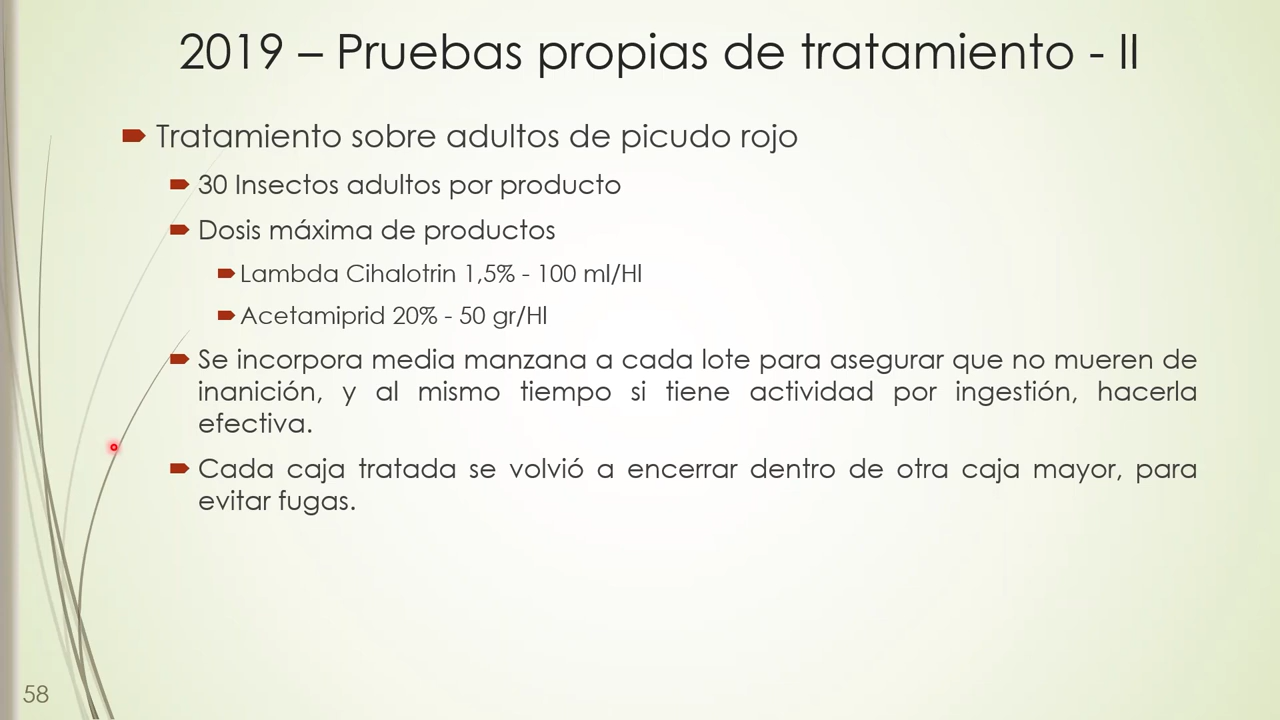 2019 – Pruebas propias de tratamiento - II
Tratamiento sobre adultos de picudo rojo
30 Insectos adultos por producto
Dosis máxima de productos
Lambda Cihalotrin 1,5% - 100 ml/Hl
Acetamiprid 20% - 50 gr/Hl
Se incorpora media manzana a cada lote para asegurar que no mueren de
inanición, y al mismo tiempo si tiene actividad por ingestión, hacerla
efectiva.
Cada caja tratada se volvió a encerrar dentro de otra caja mayor, para
evitar fugas.
58